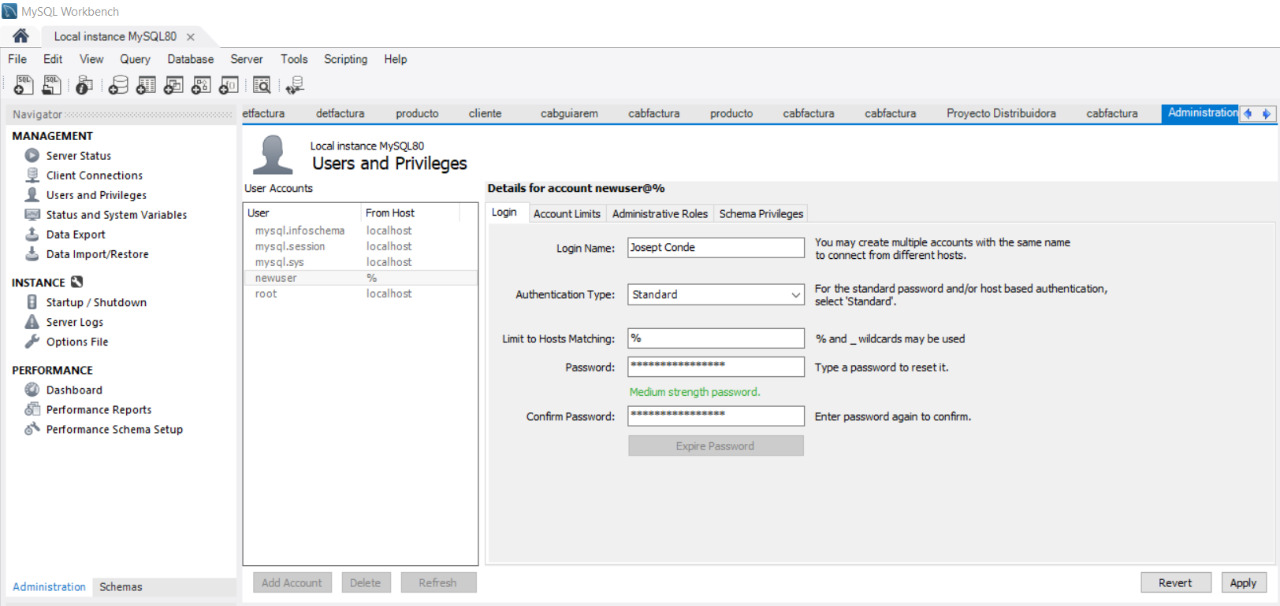 MySQL Workbench
Local instance MySQL80
File Edit View Query Database Server Tools Scripting Help
Navigator
MANAGEMENT
Server Status
Client Connections
Users and Privileges
Status and System Variables
Data Export
Data Import/Restore
INSTANCE
Startup / Shutdown
Server Logs
Options File
PERFORMANCE
Dashboard
Performance Reports
Performance Schema Setup
Administration Schemas
etfactura detfactura producto cliente cabguiarem cabfactura producto cabfactura cabfactura Proyecto Distribuidora cabfactura Administration
Local instance MySQL80
Users and Privileges
User Accounts
User From Host
mysql.infoschema localhost
mysql.session localhost
mysql.sys localhost
newuser %
root localhost
Add Account Delete Refresh
Details for account newuser@%
Login Account Limits Administrative Roles Schema Privileges
Login Name: Josept Conde You may create multiple accounts with the same name
to connect from different hosts.
Authentication Type: Standard For the standard password and/or host based authentication,
select 'Standard'.
Limit to Hosts Matching: % % and _ wildcards may be used
Password: **************** Type a password to reset it.
Medium strength password.
Confirm Password: **************** Enter password again to confirm.
Expire Password
Revert Apply